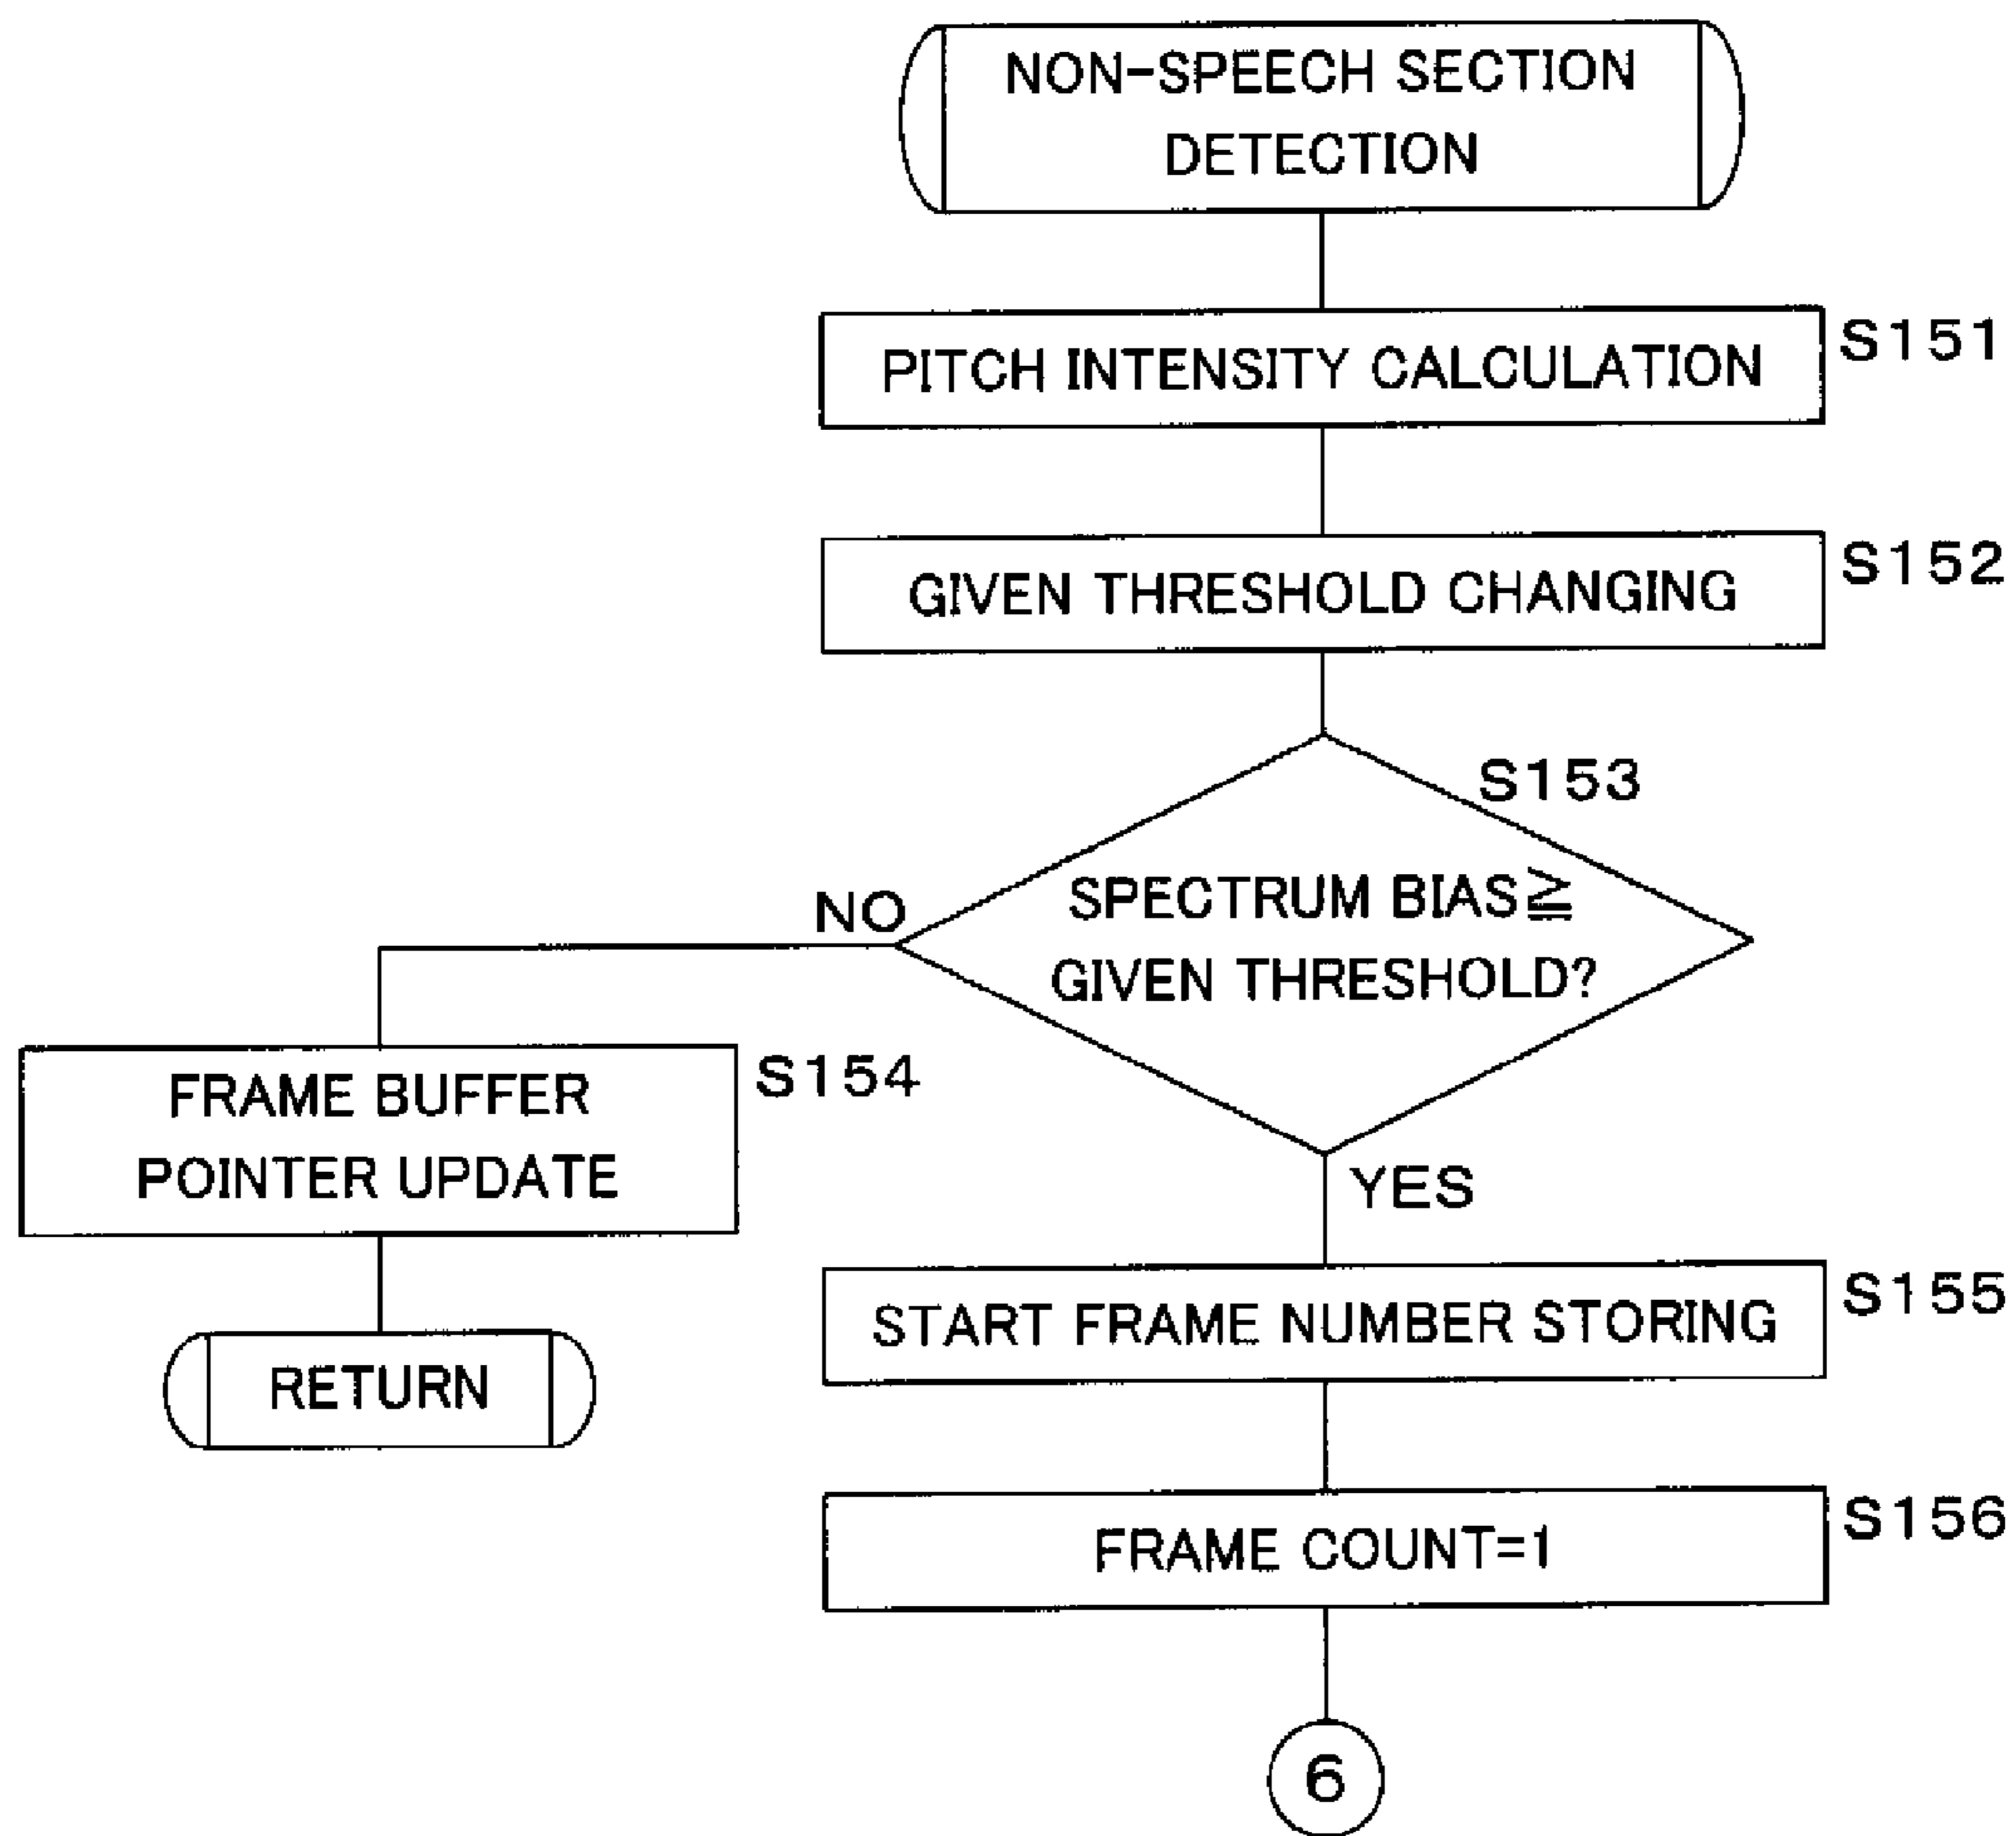 NON-SPEECH SECTION
DETECTION
PITCH INTENSITY CALCULATION
S151
GIVEN THRESHOLD CHANGING
S152
S153
SPECTRUM BIAS≧
GIVEN THRESHOLD?
NO
YES
FRAME BUFFER
POINTER UPDATE
S154
RETURN
START FRAME NUMBER STORING
S155
FRAME COUNT=1
S156
6